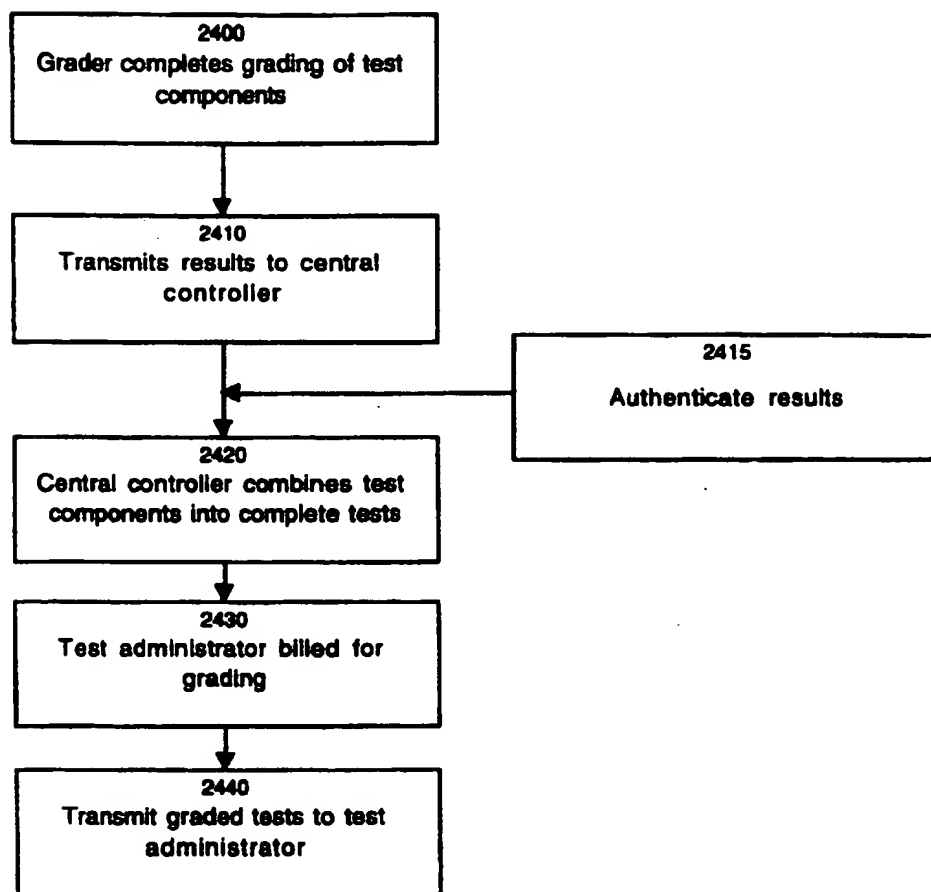 2400
Grader completes grading of test
components
2410
Transmits results to central
controller
2415
Authenticate results
2420
Central controller combines test
components into complete tests
2430
Test administrator billed for
grading
2440
Transmit graded tests to test
administrator